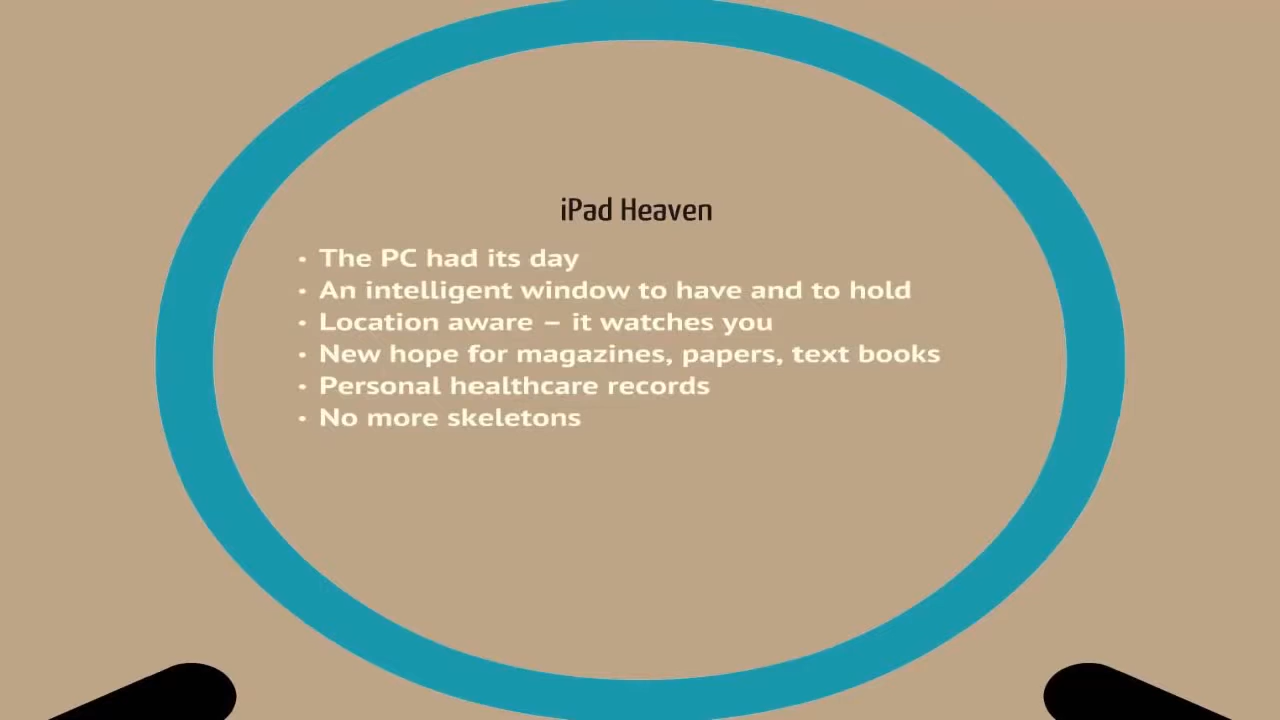 iPad Heaven
• The PC had its day
• An intelligent window to have and to hold
• Location aware – it watches you
• New hope for magazines, papers, text books
• Personal healthcare records
• No more skeletons